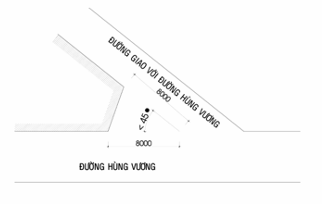 ĐƯỜNG GIAO VỚI ĐƯỜNG HÙNG VƯƠNG
8000
< 45
8000
ĐƯỜNG HÙNG VƯƠNG